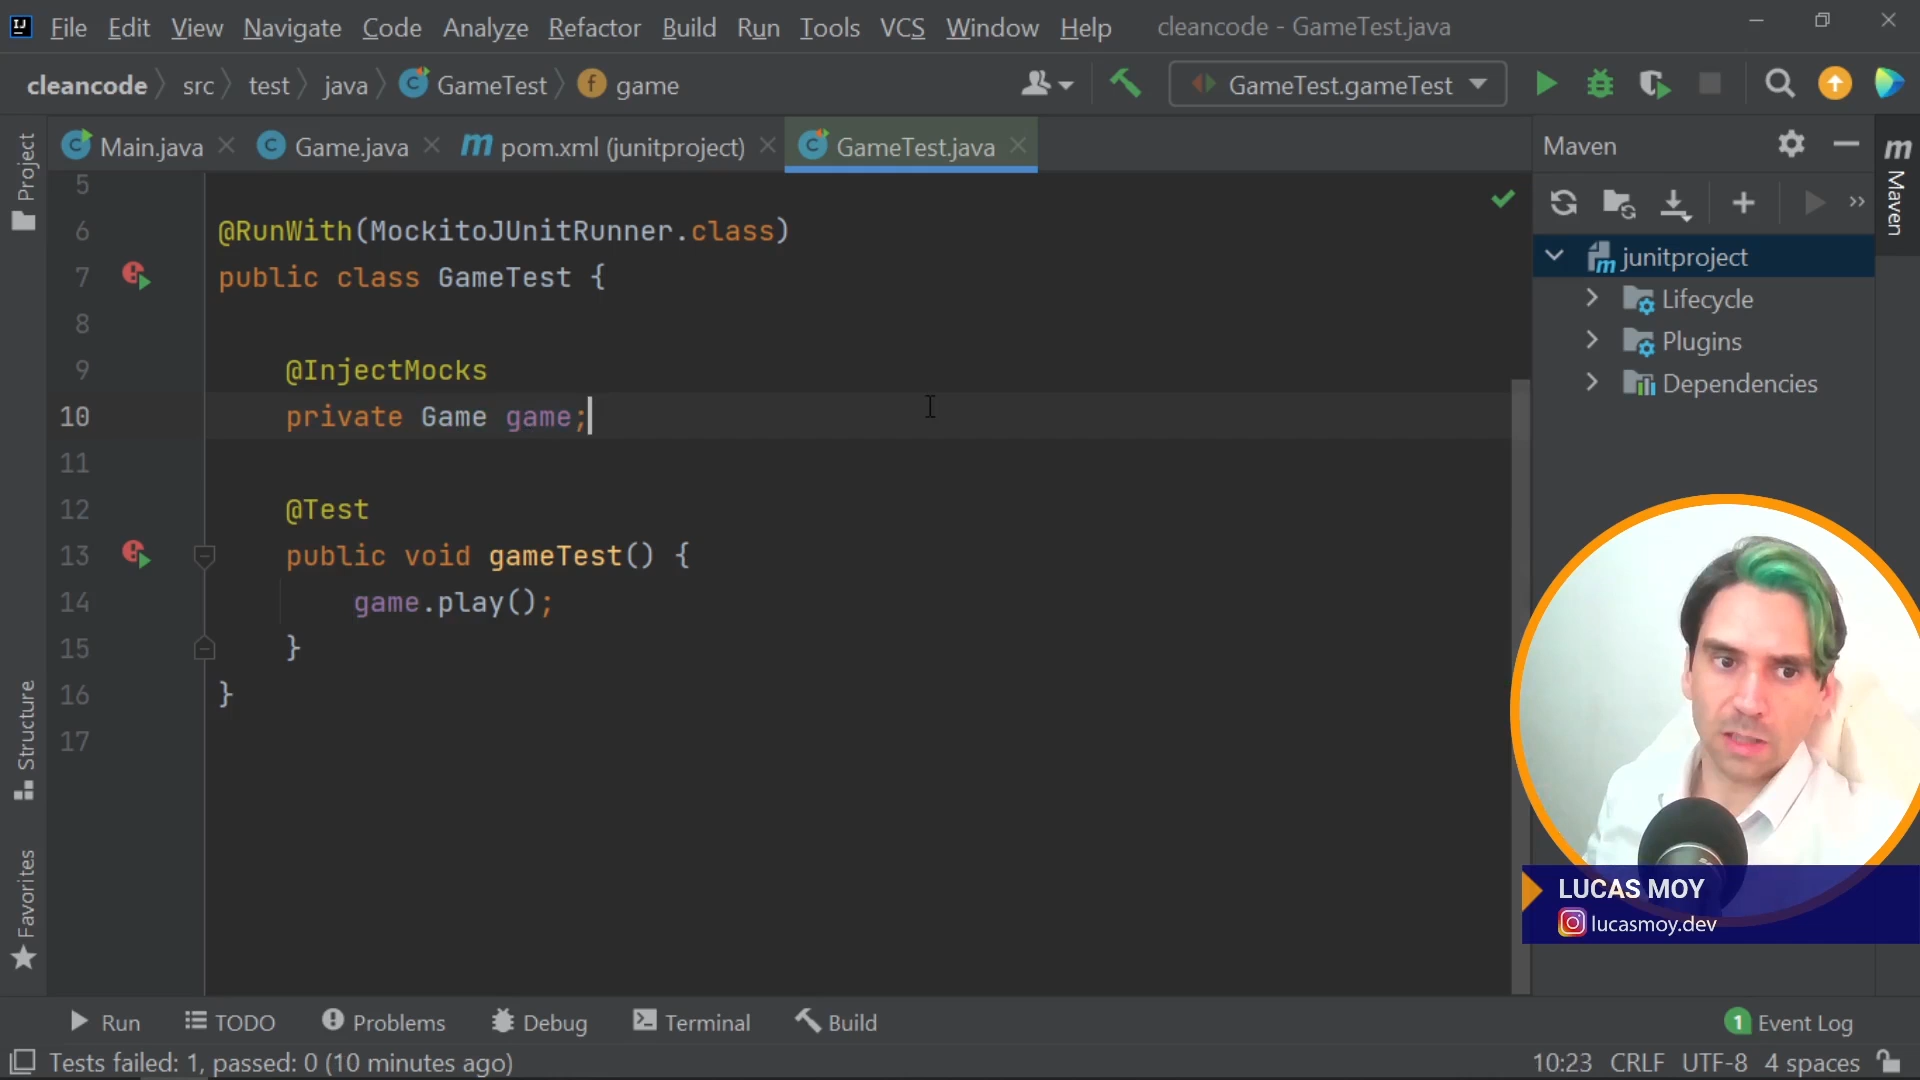 File Edit View Navigate Code Analyze Refactor Build Run Tools VCS Window Help cleancode - GameTest.java
cleancode src test java GameTest game GameTest.gameTest
Main.java Game.java pom.xml (junitproject) GameTest.java
Maven
Project
Structure
Favorites
5
6 @RunWith(MockitoJUnitRunner.class)
7 public class GameTest {
8
9 @InjectMocks
10 private Game game;
11
12 @Test
13 public void gameTest() {
14 game.play();
15 }
16 }
17
Maven
junitproject
Lifecycle
Plugins
Dependencies
LUCAS MOY
lucasmoy.dev
Run TODO Problems Debug Terminal Build 1 Event Log
Tests failed: 1, passed: 0 (10 minutes ago) 10:23 CRLF UTF-8 4 spaces